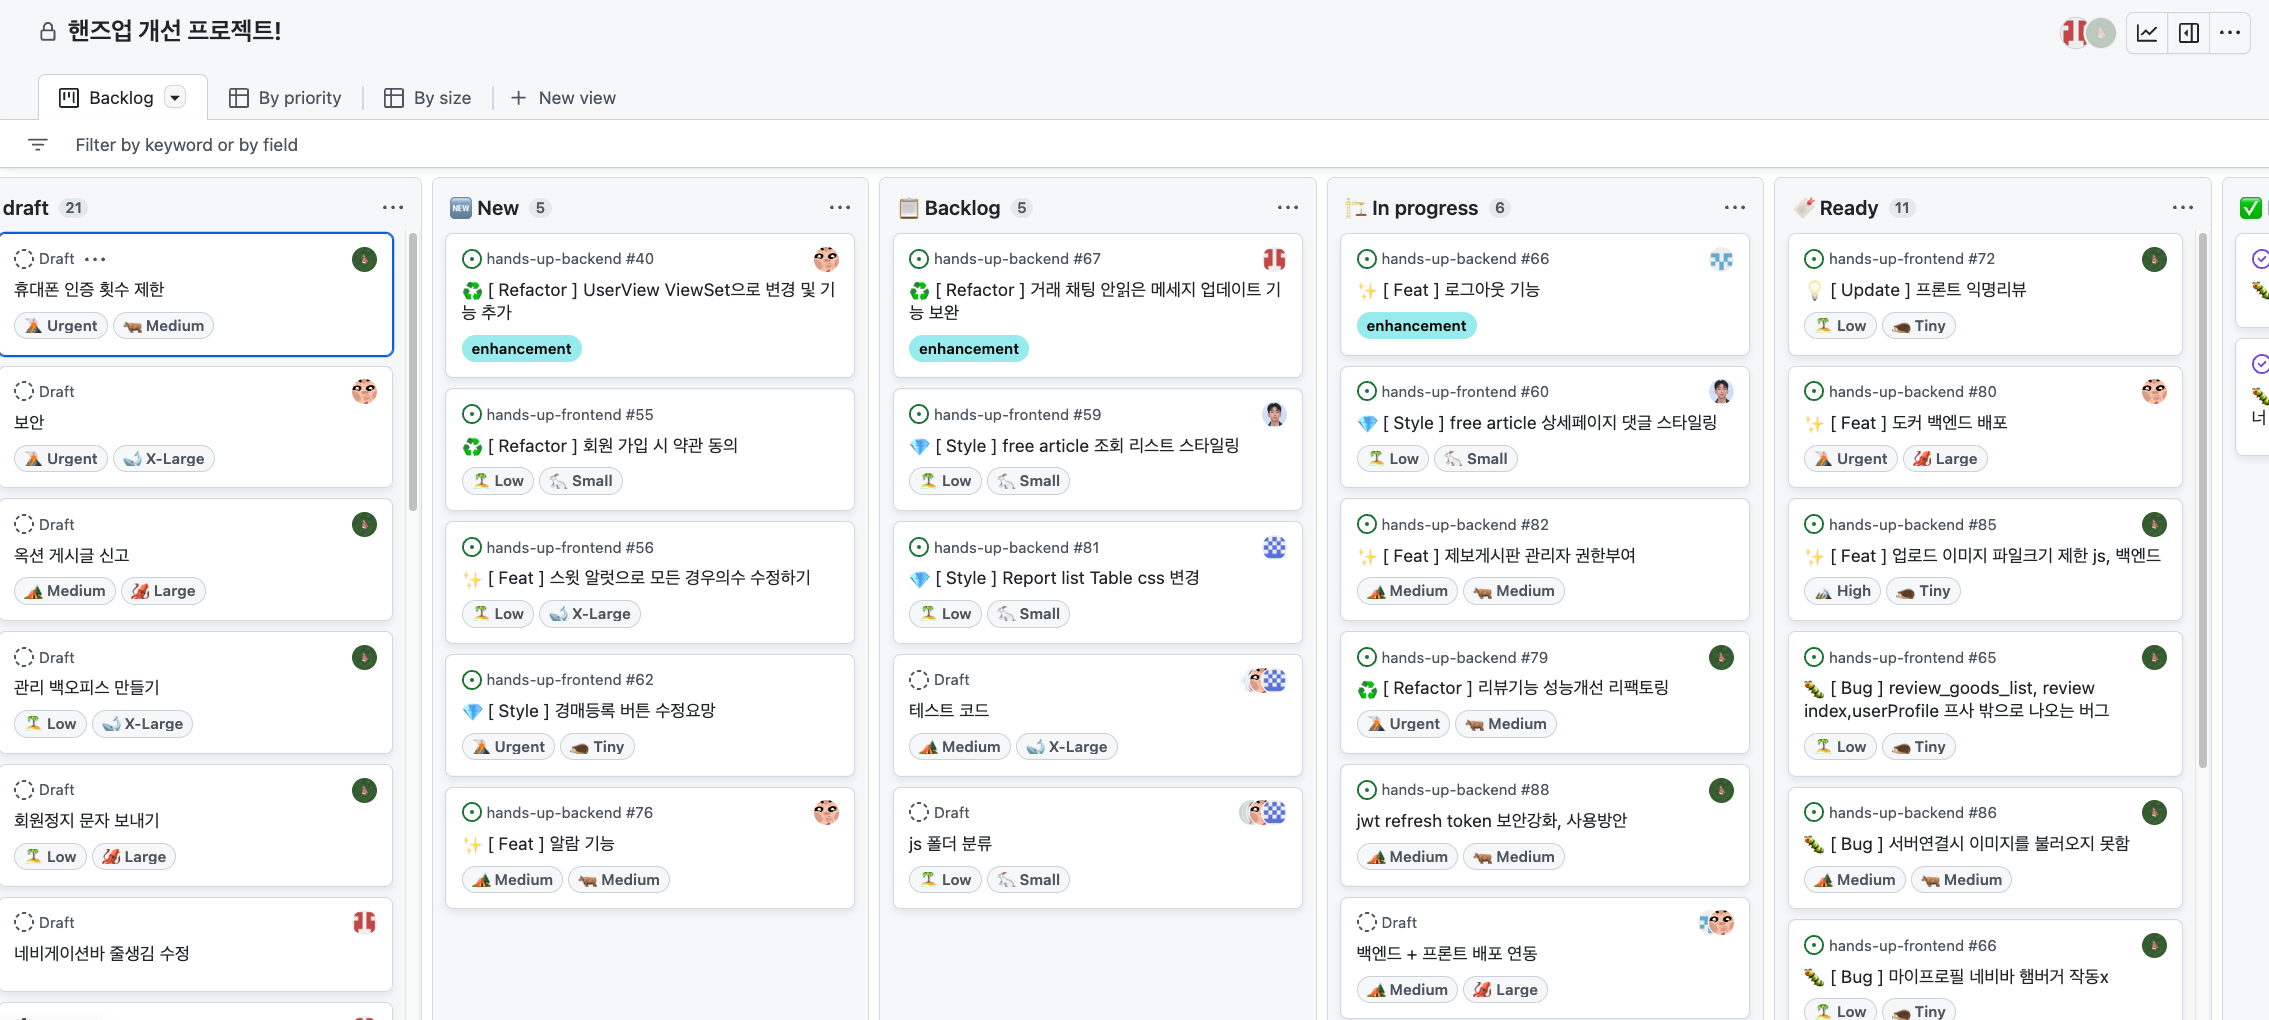 핸즈업 개선 프로젝트!
Backlog
By priority
By size
New view
Filter by keyword or by field
draft 21
Draft
휴대폰 인증 횟수 제한
Urgent Medium
Draft
보안
Urgent X-Large
Draft
옥션 게시글 신고
Medium Large
Draft
관리 백오피스 만들기
Low X-Large
Draft
회원정지 문자 보내기
Low Large
Draft
네비게이션바 줄생김 수정
NEW New 5
hands-up-backend #40
[ Refactor ] UserView ViewSet으로 변경 및 기
능 추가
enhancement
hands-up-frontend #55
[ Refactor ] 회원 가입 시 약관 동의
Low Small
hands-up-frontend #56
[ Feat ] 스윗 알럿으로 모든 경우의수 수정하기
Low X-Large
hands-up-frontend #62
[ Style ] 경매등록 버튼 수정요망
Urgent Tiny
hands-up-backend #76
[ Feat ] 알람 기능
Medium Medium
Backlog 5
hands-up-backend #67
[ Refactor ] 거래 채팅 안읽은 메세지 업데이트 기
능 보완
enhancement
hands-up-frontend #59
[ Style ] free article 조회 리스트 스타일링
Low Small
hands-up-backend #81
[ Style ] Report list Table css 변경
Low Small
Draft
테스트 코드
Medium X-Large
Draft
js 폴더 분류
Low Small
In progress 6
hands-up-backend #66
[ Feat ] 로그아웃 기능
enhancement
hands-up-frontend #60
[ Style ] free article 상세페이지 댓글 스타일링
Low Small
hands-up-backend #82
[ Feat ] 제보게시판 관리자 권한부여
Medium Medium
hands-up-backend #79
[ Refactor ] 리뷰기능 성능개선 리팩토링
Urgent Medium
hands-up-backend #88
jwt refresh token 보안강화, 사용방안
Medium Medium
Draft
백엔드 + 프론트 배포 연동
Medium Large
Ready 11
hands-up-frontend #72
[ Update ] 프론트 익명리뷰
Low Tiny
hands-up-backend #80
[ Feat ] 도커 백엔드 배포
Urgent Large
hands-up-backend #85
[ Feat ] 업로드 이미지 파일크기 제한 js, 백엔드
High Tiny
hands-up-frontend #65
[ Bug ] review_goods_list, review
index,userProfile 프사 밖으로 나오는 버그
Low Tiny
hands-up-backend #86
[ Bug ] 서버연결시 이미지를 불러오지 못함
Medium Medium
hands-up-frontend #66
[ Bug ] 마이프로필 네비바 햄버거 작동x
Low Tiny
너